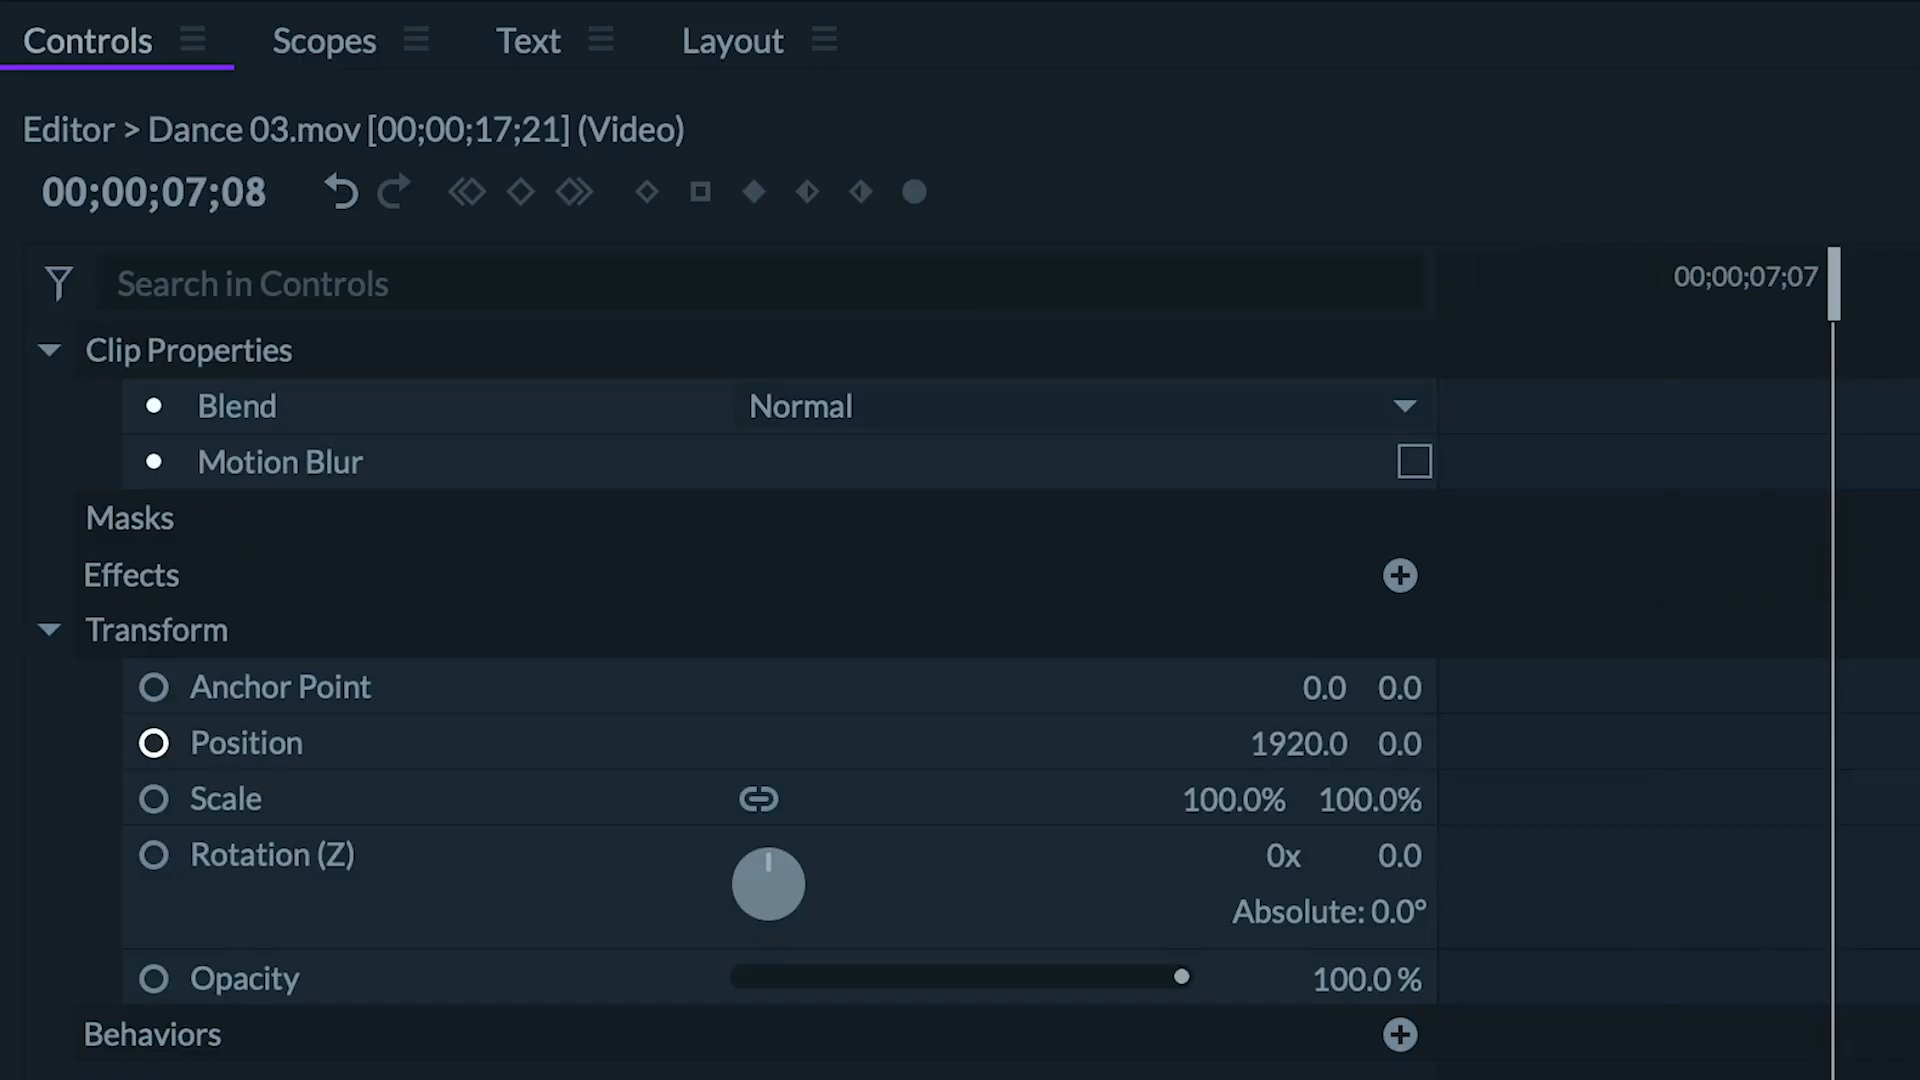 Controls Scopes Text Layout
Editor > Dance 03.mov [00;00;17;21] (Video)
00;00;07;08
Search in Controls
00;00;07;07
Clip Properties
Blend Normal
Motion Blur
Masks
Effects
Transform
Anchor Point 0.0 0.0
Position 1920.0 0.0
Scale 100.0% 100.0%
Rotation (Z) 0x 0.0
Absolute: 0.0°
Opacity 100.0 %
Behaviors